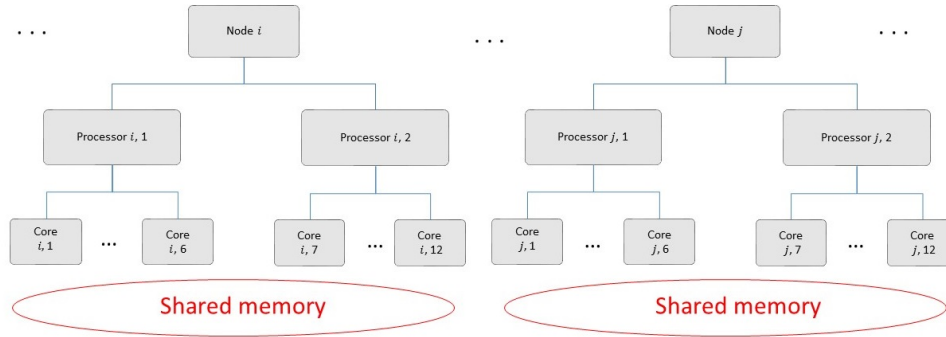 . . . Node i . . . Node j . . .
Processor i, 1 Processor i, 2 Processor j, 1 Processor j, 2
Core Core Core Core Core Core Core Core
i, 1 ... i, 6 i, 7 ... i, 12 j, 1 ... j, 6 j, 7 ... j, 12
Shared memory Shared memory